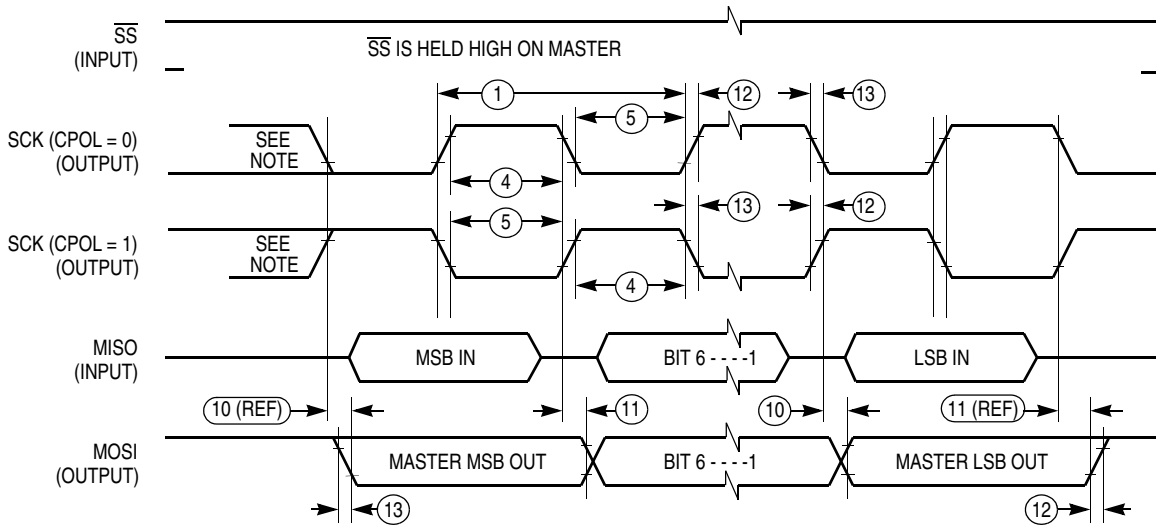 SS
(INPUT)
SS IS HELD HIGH ON MASTER
1
12
13
5
SCK (CPOL = 0)
(OUTPUT)
SEE
NOTE
4
13
12
5
SCK (CPOL = 1)
(OUTPUT)
SEE
NOTE
4
MISO
(INPUT)
MSB IN
BIT 6 - - - -1
LSB IN
10 (REF)
11
10
11 (REF)
MOSI
(OUTPUT)
MASTER MSB OUT
BIT 6 - - - -1
MASTER LSB OUT
13
12